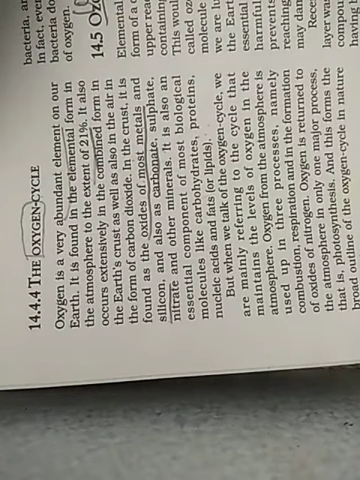 14.4.4 THE OXYGEN-CYCLE
Oxygen is a very abundant element on our
Earth. It is found in the elemental form in
the atmosphere to the extent of 21%. It also
occurs extensively in the combined form in
the Earth's crust as well as also in the air in
the form of carbon dioxide. In the crust, it is
found as the oxides of most metals and
silicon, and also as carbonate, sulphate,
nitrate and other minerals. It is also an
essential component of most biological
molecules like carbohydrates, proteins,
nucleic acids and fats (or lipids).
But when we talk of the oxygen-cycle, we
are mainly referring to the cycle that
maintains the levels of oxygen in the
atmosphere. Oxygen from the atmosphere is
used up in three processes, namely
combustion, respiration and in the formation
of oxides of nitrogen. Oxygen is returned to
the atmosphere in only one major process,
that is, photosynthesis. And this forms the
broad outline of the oxygen-cycle in nature
bacteria, an
In fact, even
bacteria do
of oxygen.
14.5 OZO
Elemental
form of a d
upper reac
containing
This would
called ozo
molecule
we are lu
the Earth
essential
harmful
prevents
reaching
may dam
Recen
layer was
compou
having b